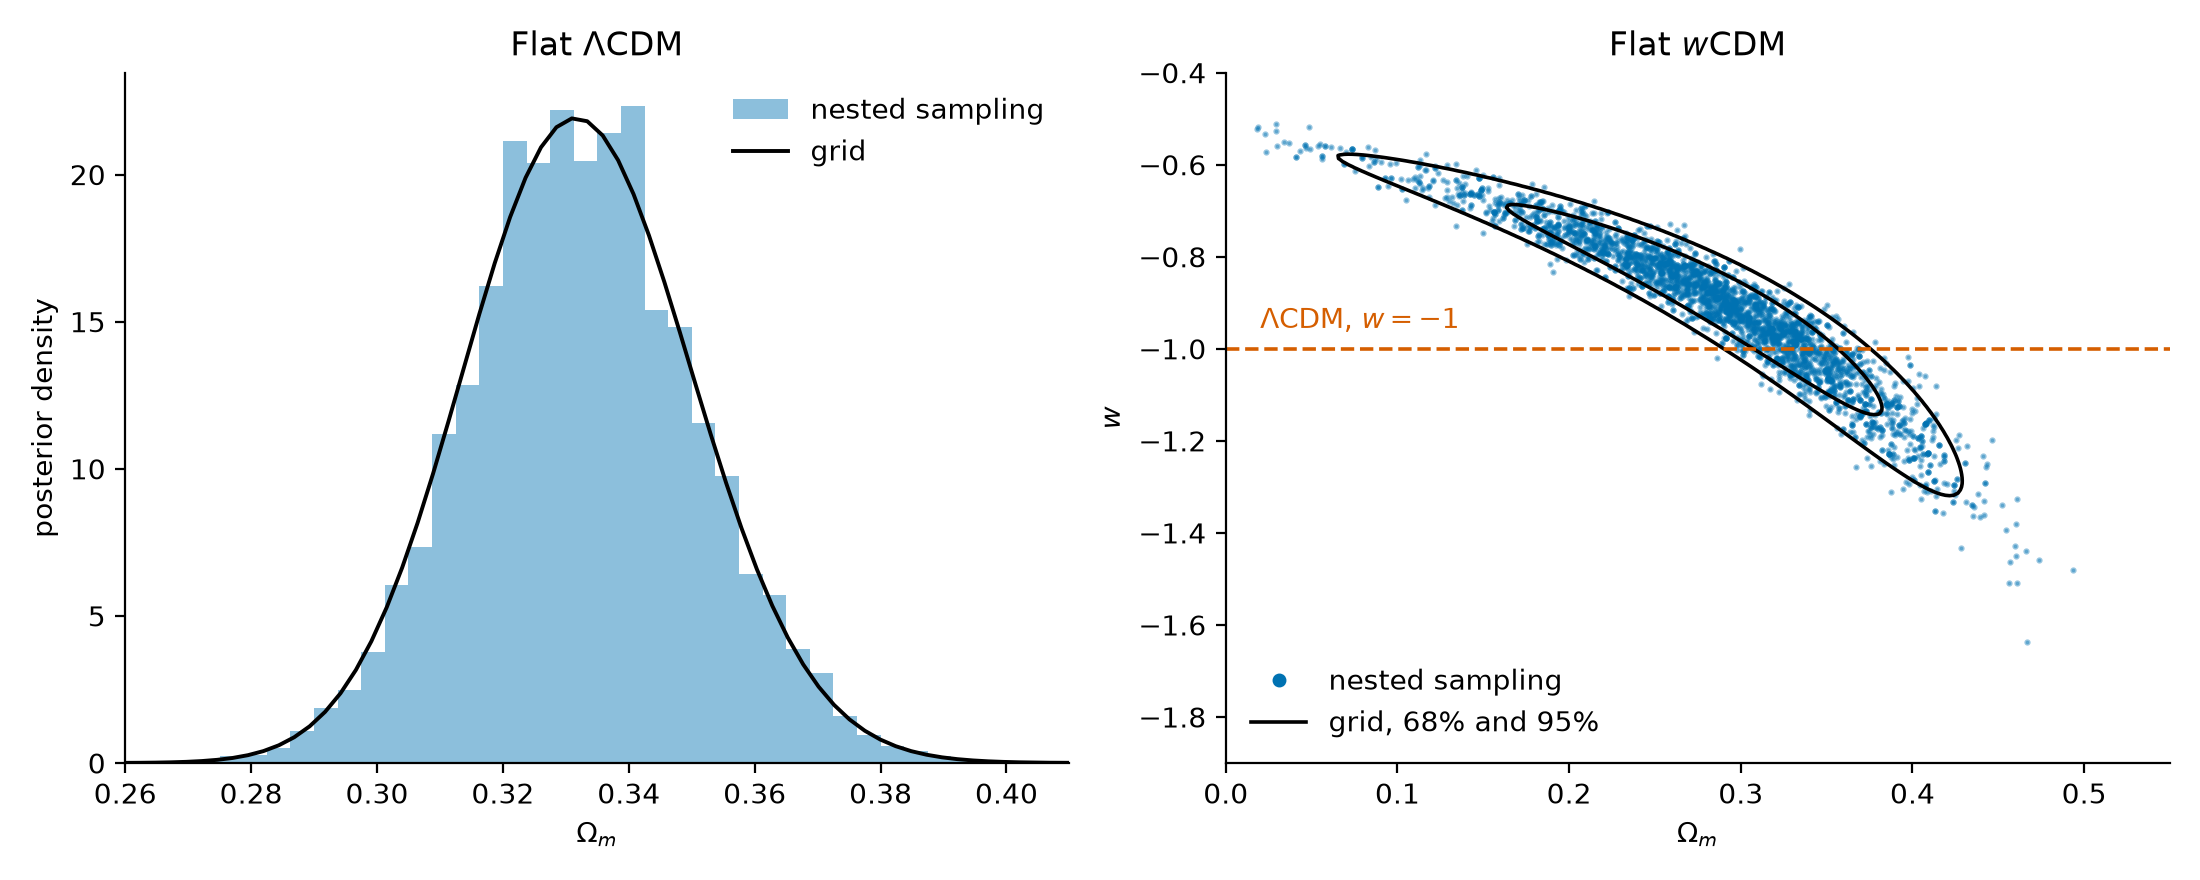 Flat ΛCDM
nested sampling
grid
posterior density
20
15
10
5
0
0.26 0.28 0.30 0.32 0.34 0.36 0.38 0.40
Ωm
Flat wCDM
−0.4
−0.6
−0.8
−1.0
−1.2
−1.4
−1.6
−1.8
w
ΛCDM, w = −1
nested sampling
grid, 68% and 95%
0.0 0.1 0.2 0.3 0.4 0.5
Ωm